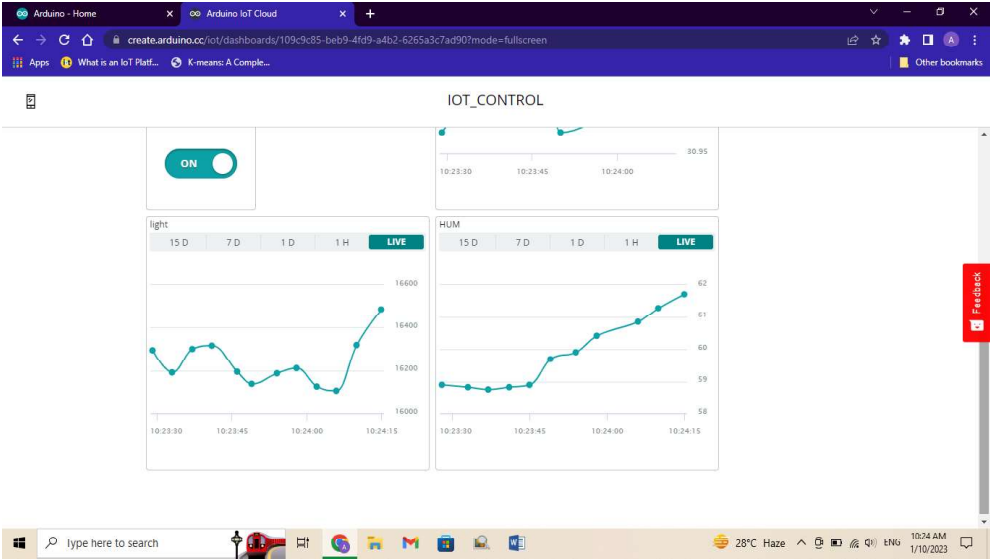 Arduino - Home
Arduino IoT Cloud
create.arduino.cc/iot/dashboards/109c9c85-beb9-4fd9-a4b2-6265a3c7ad90?mode=fullscreen
A
Apps
What is an IoT Platf...
K-means: A Comple...
Other bookmarks
IOT_CONTROL
ON
30.95
10:23:30 10:23:45 10:24:00
light
15 D 7 D 1 D 1 H LIVE
16600
16400
16200
16000
10:23:30 10:23:45 10:24:00 10:24:15
HUM
15 D 7 D 1 D 1 H LIVE
62
61
60
59
58
10:23:30 10:23:45 10:24:00 10:24:15
Feedback
Type here to search
28°C Haze
ENG
10:24 AM
1/10/2023